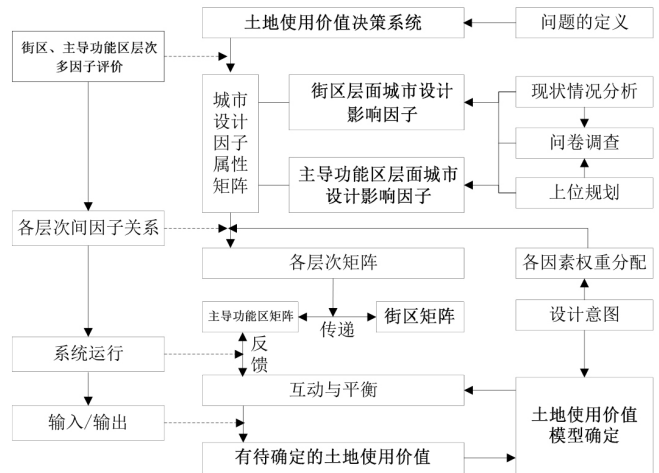 土地使用价值决策系统
问题的定义
街区、主导功能区层次
多因子评价
城市
设计
因子
属性
矩阵
街区层面城市设计
影响因子
现状情况分析
问卷调查
主导功能区层面城市
设计影响因子
上位规划
各层次间因子关系
各层次矩阵
各因素权重分配
主导功能区矩阵
传递
街区矩阵
设计意图
系统运行
反
馈
互动与平衡
土地使用价值
模型确定
输入/输出
有待确定的土地使用价值